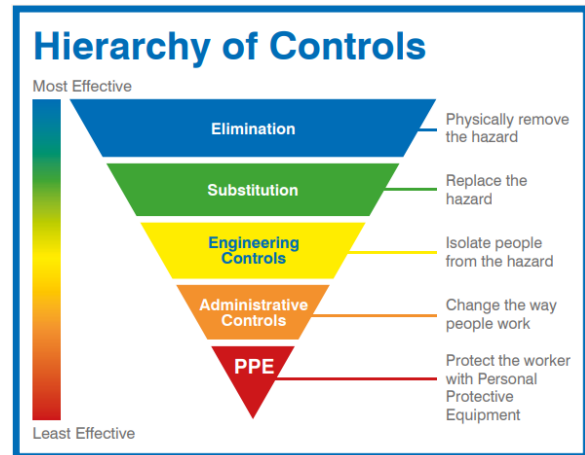 Hierarchy of Controls
Most Effective
Elimination
Physically remove
the hazard
Substitution
Replace the
hazard
Engineering
Controls
Isolate people
from the hazard
Administrative
Controls
Change the way
people work
PPE
Protect the worker
with Personal
Protective
Equipment
Least Effective